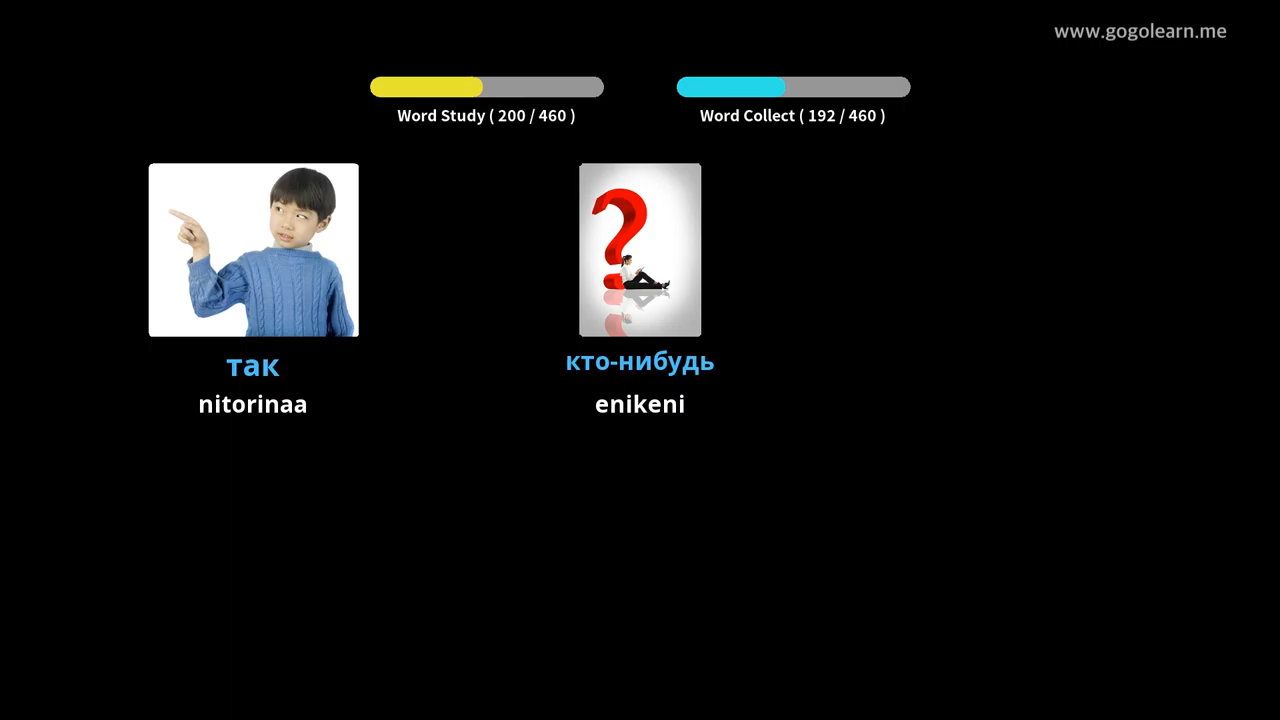 www.gogolearn.me
Word Study ( 200 / 460 )
Word Collect ( 192 / 460 )
так
nitorinaa
кто-нибудь
enikeni